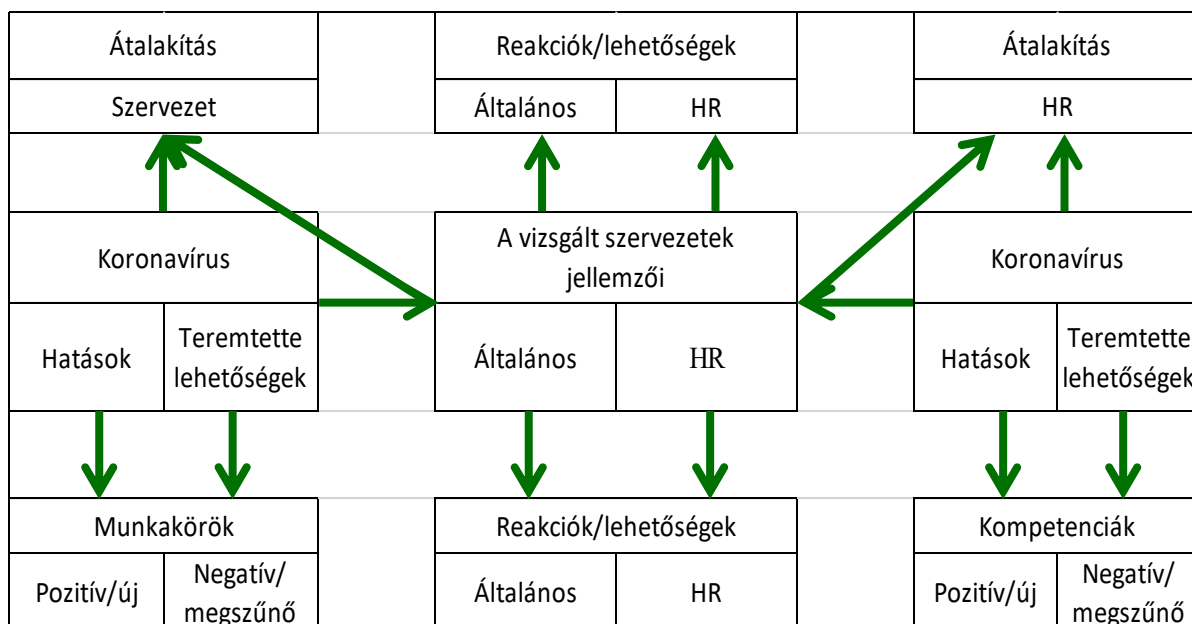 Átalakítás
Reakciók/lehetőségek
Átalakítás
Szervezet
Általános
HR
HR
Koronavírus
A vizsgált szervezetek
jellemzői
Koronavírus
Hatások
Teremtette
lehetőségek
Általános
HR
Hatások
Teremtette
lehetőségek
Munkakörök
Reakciók/lehetőségek
Kompetenciák
Pozitív/új
Negatív/
megszűnő
Általános
HR
Pozitív/új
Negatív/
megszűnő